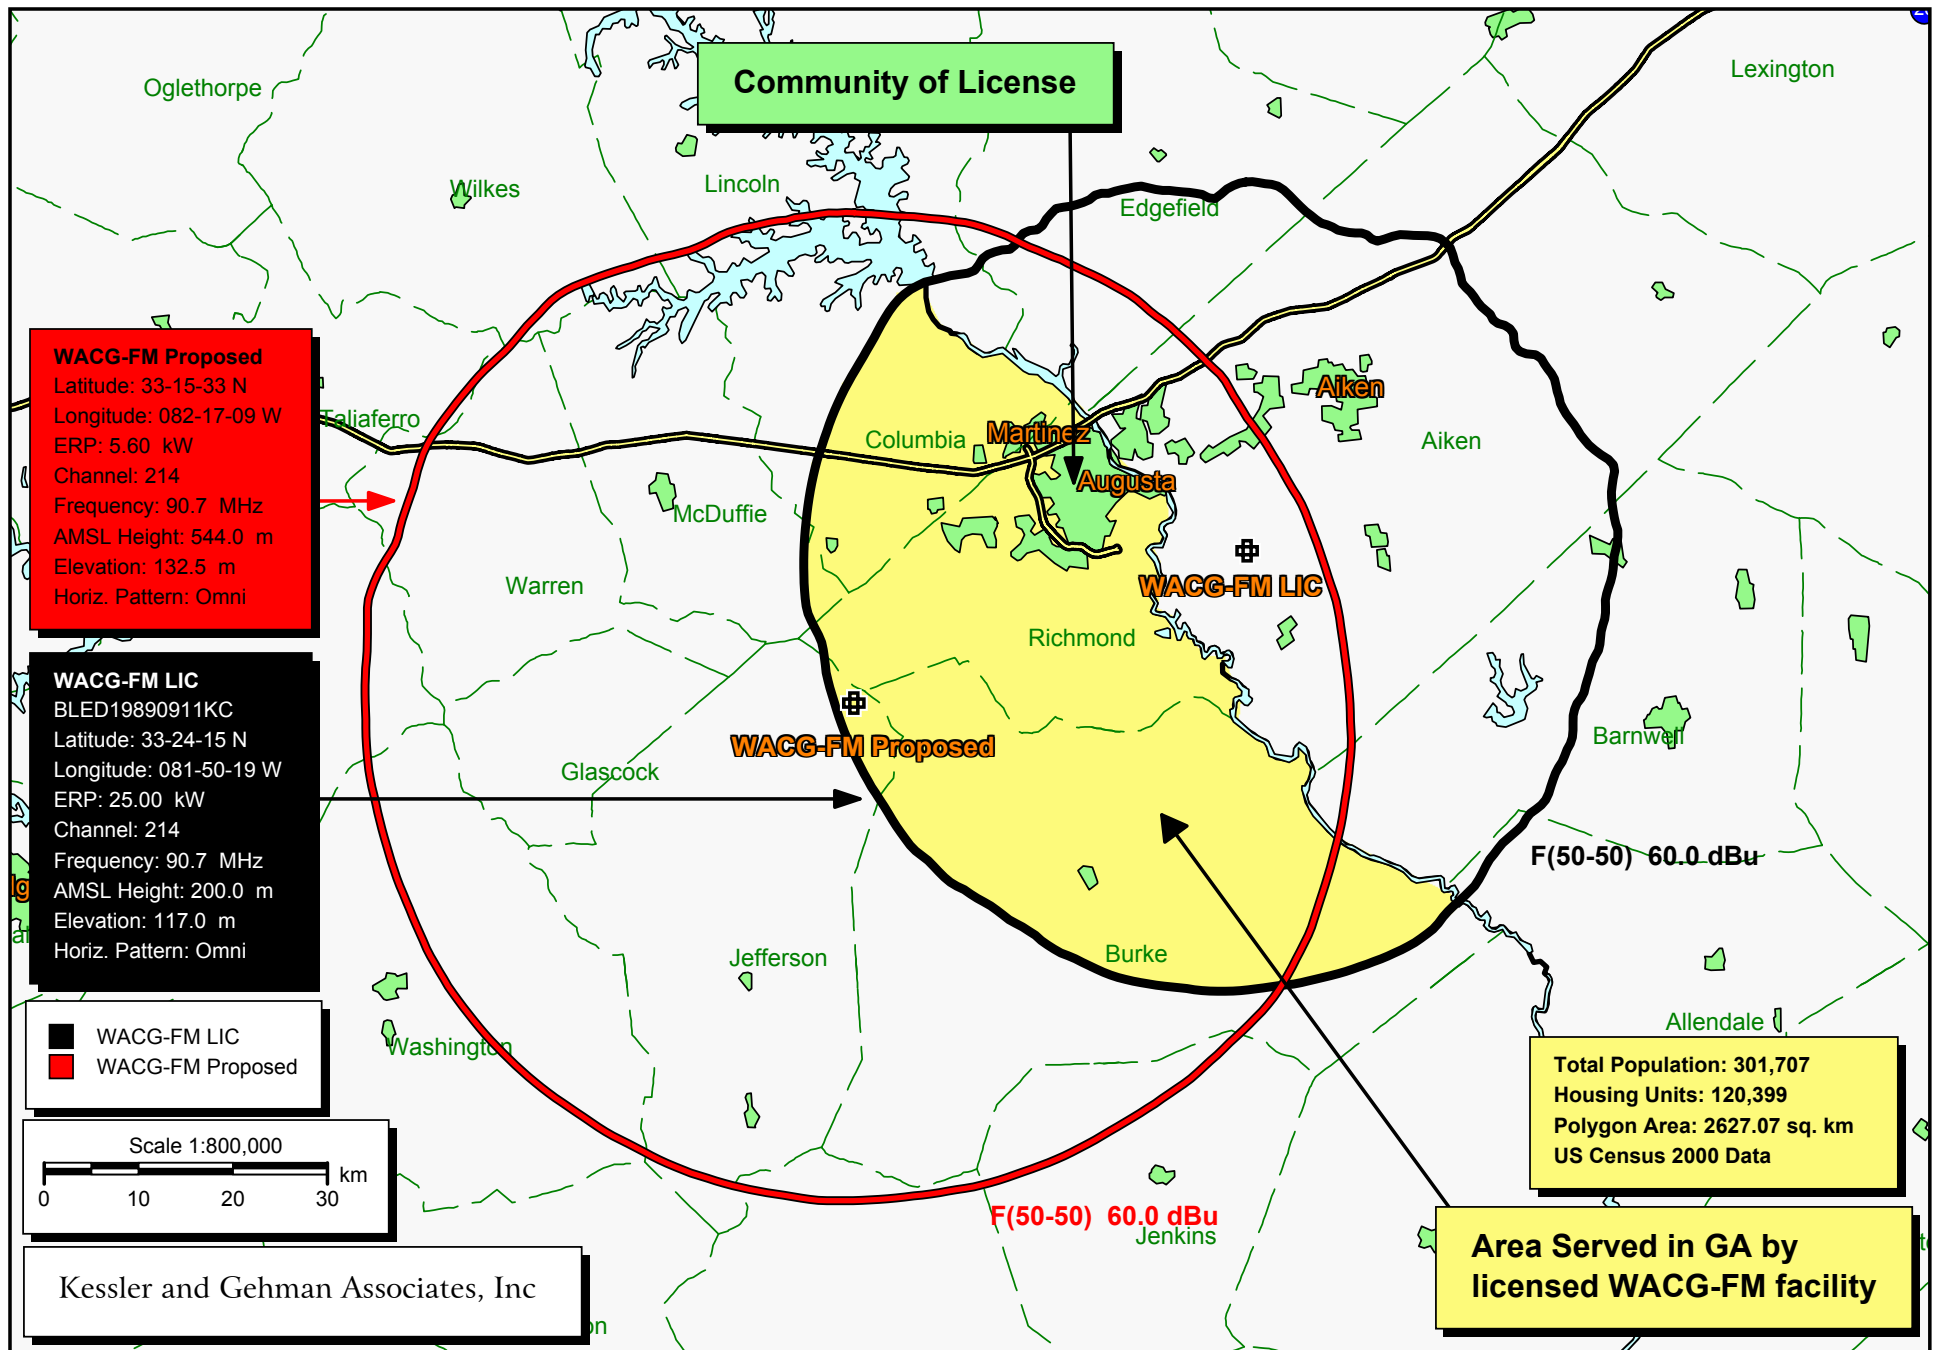 Community of License
Oglethorpe
Lexington
Wilkes
Lincoln
Edgefield
WACG-FM Proposed
Latitude: 33-15-33 N
Longitude: 082-17-09 W
ERP: 5.60 kW
Channel: 214
Frequency: 90.7 MHz
AMSL Height: 544.0 m
Elevation: 132.5 m
Horiz. Pattern: Omni
Taliaferro
Columbia
Martinez
Aiken
Aiken
Augusta
McDuffie
Warren
WACG-FM LIC
Richmond
WACG-FM LIC
BLED19890911KC
Latitude: 33-24-15 N
Longitude: 081-50-19 W
ERP: 25.00 kW
Channel: 214
Frequency: 90.7 MHz
AMSL Height: 200.0 m
Elevation: 117.0 m
Horiz. Pattern: Omni
WACG-FM Proposed
Glascock
Barnwell
F(50-50) 60.0 dBu
Jefferson
Burke
Allendale
Washington
WACG-FM LIC
WACG-FM Proposed
Total Population: 301,707
Housing Units: 120,399
Polygon Area: 2627.07 sq. km
US Census 2000 Data
Scale 1:800,000
km
0 10 20 30
F(50-50) 60.0 dBu
Jenkins
Area Served in GA by
licensed WACG-FM facility
Kessler and Gehman Associates, Inc